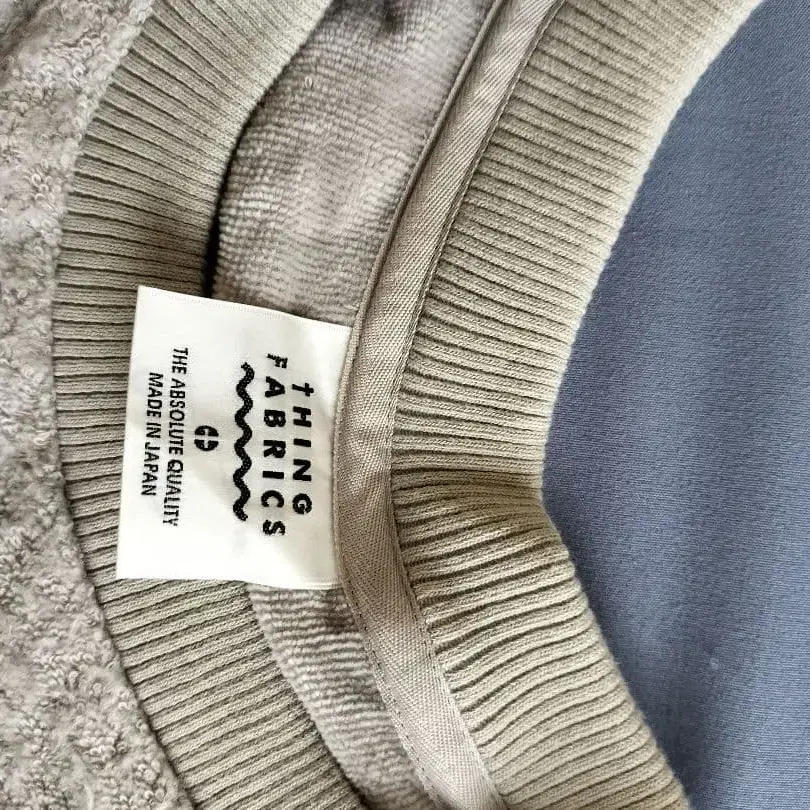 THING
FABRICS
THE ABSOLUTE QUALITY
MADE IN JAPAN